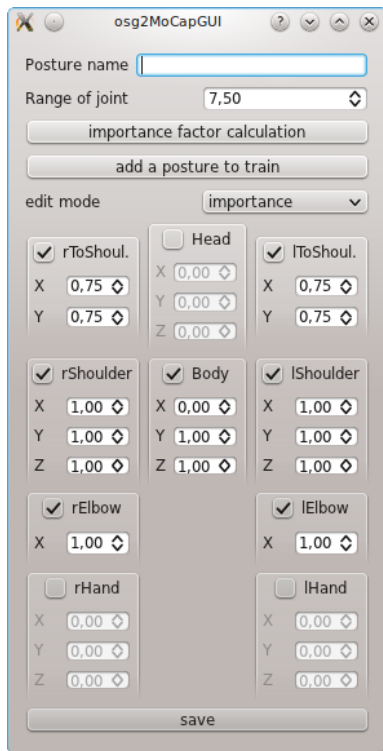 osg2MoCapGUI
Posture name
Range of joint 7,50
importance factor calculation
add a posture to train
edit mode importance
rToShoul. Head lToShoul.
X 0,75 X 0,00 X 0,75
Y 0,75 Y 0,00 Y 0,75
Z 0,00
rShoulder Body lShoulder
X 1,00 X 0,00 X 1,00
Y 1,00 Y 1,00 Y 1,00
Z 1,00 Z 1,00 Z 1,00
rElbow lElbow
X 1,00 X 1,00
rHand lHand
X 0,00 X 0,00
Y 0,00 Y 0,00
Z 0,00 Z 0,00
save